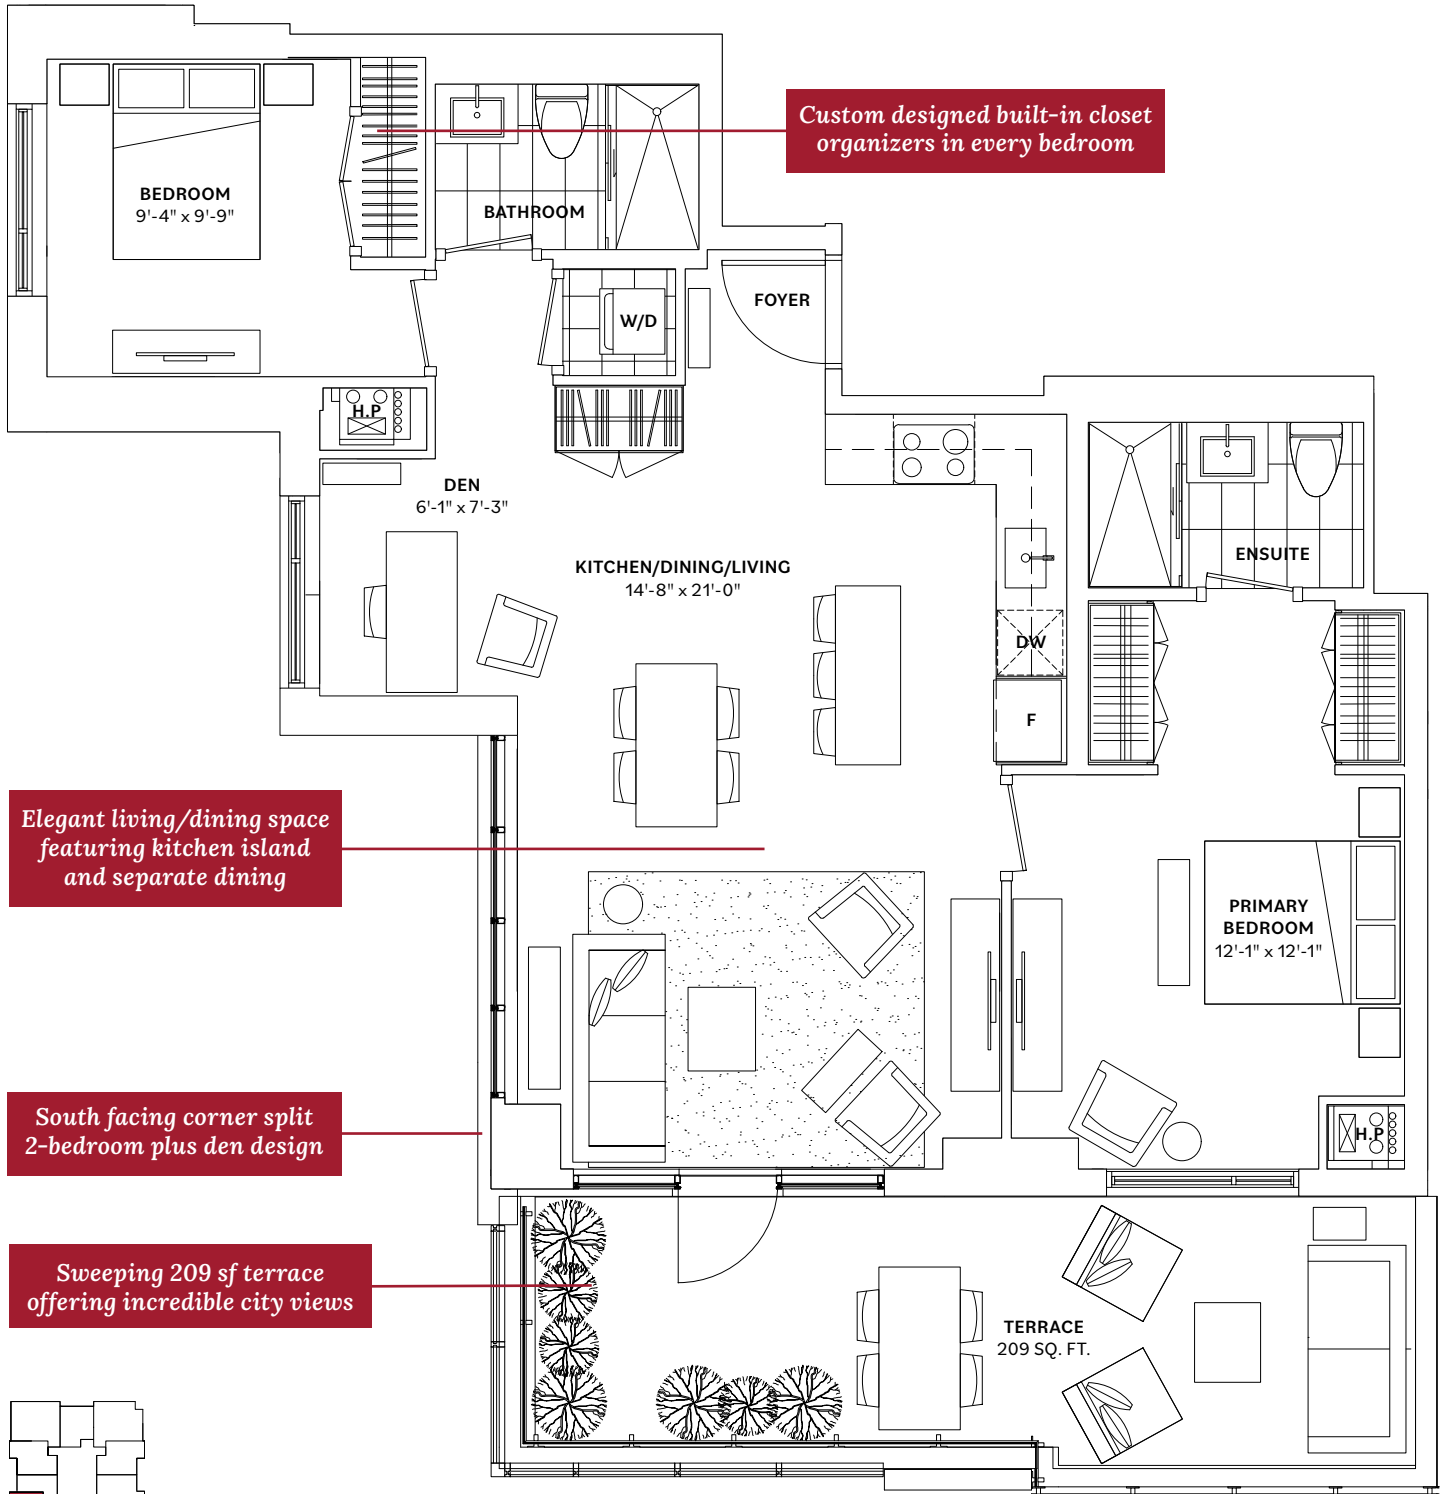 Custom designed built-in closet
organizers in every bedroom
BEDROOM
9'-4" x 9'-9"
BATHROOM
FOYER
W/D
H.P
DEN
6'-1" x 7'-3"
KITCHEN/DINING/LIVING
14'-8" x 21'-0"
ENSUITE
DW
F
Elegant living/dining space
featuring kitchen island
and separate dining
PRIMARY
BEDROOM
12'-1" x 12'-1"
South facing corner split
2-bedroom plus den design
H.P
Sweeping 209 sf terrace
offering incredible city views
TERRACE
209 SQ. FT.